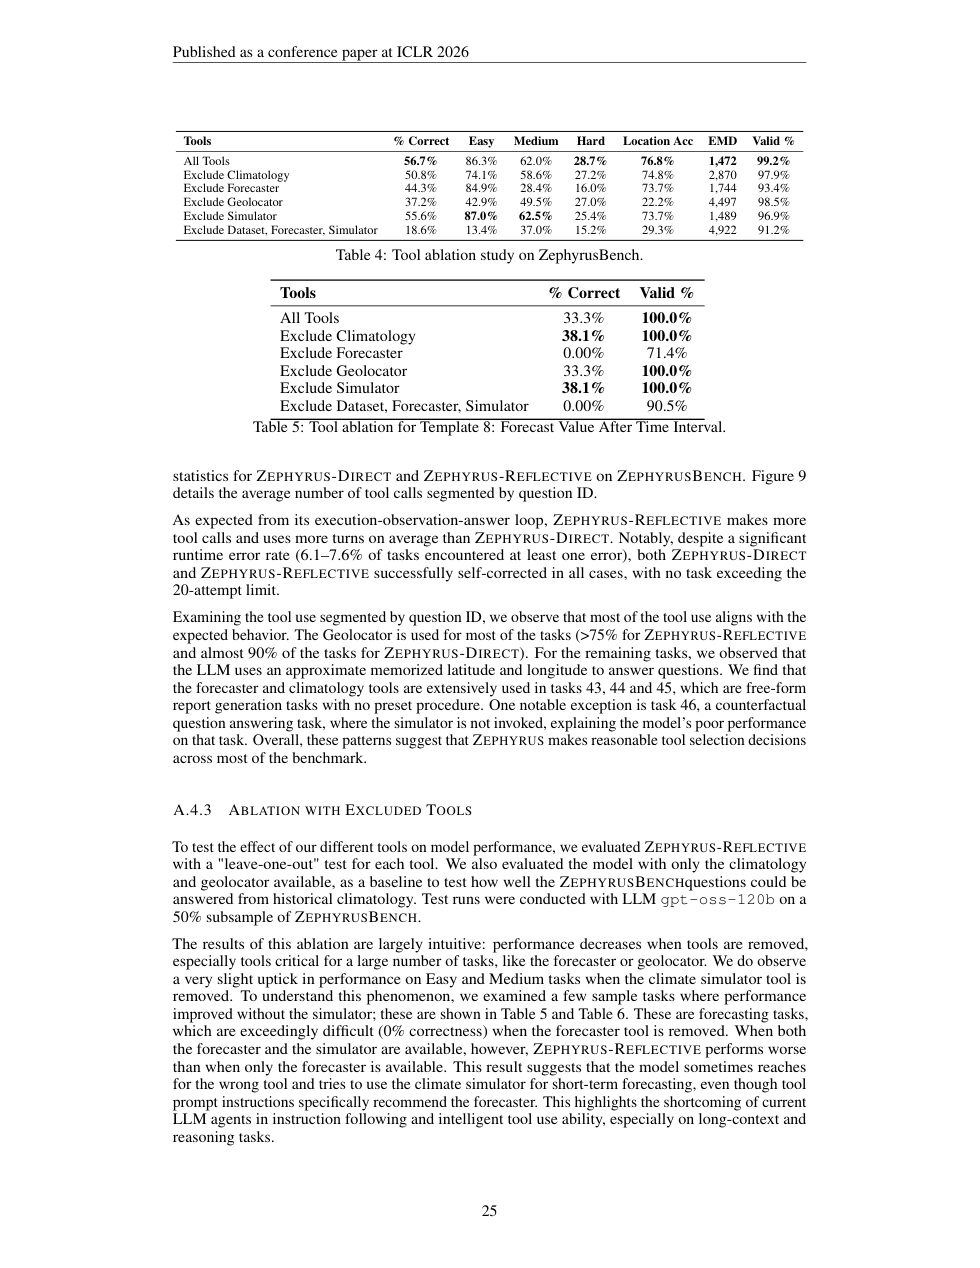 Published as a conference paper at ICLR 2026
Tools % Correct Easy Medium Hard Location Acc EMD Valid %
All Tools 56.7% 86.3% 62.0% 28.7% 76.8% 1,472 99.2%
Exclude Climatology 50.8% 74.1% 58.6% 27.2% 74.8% 2,870 97.9%
Exclude Forecaster 44.3% 84.9% 28.4% 16.0% 73.7% 1,744 93.4%
Exclude Geolocator 37.2% 42.9% 49.5% 27.0% 22.2% 4,497 98.5%
Exclude Simulator 55.6% 87.0% 62.5% 25.4% 73.7% 1,489 96.9%
Exclude Dataset, Forecaster, Simulator 18.6% 13.4% 37.0% 15.2% 29.3% 4,922 91.2%
Table 4: Tool ablation study on ZephyrusBench.
Tools % Correct Valid %
All Tools 33.3% 100.0%
Exclude Climatology 38.1% 100.0%
Exclude Forecaster 0.00% 71.4%
Exclude Geolocator 33.3% 100.0%
Exclude Simulator 38.1% 100.0%
Exclude Dataset, Forecaster, Simulator 0.00% 90.5%
Table 5: Tool ablation for Template 8: Forecast Value After Time Interval.
statistics for ZEPHYRUS-DIRECT and ZEPHYRUS-REFLECTIVE on ZEPHYRUSBENCH. Figure 9
details the average number of tool calls segmented by question ID.
As expected from its execution-observation-answer loop, ZEPHYRUS-REFLECTIVE makes more
tool calls and uses more turns on average than ZEPHYRUS-DIRECT. Notably, despite a significant
runtime error rate (6.1–7.6% of tasks encountered at least one error), both ZEPHYRUS-DIRECT
and ZEPHYRUS-REFLECTIVE successfully self-corrected in all cases, with no task exceeding the
20-attempt limit.
Examining the tool use segmented by question ID, we observe that most of the tool use aligns with the
expected behavior. The Geolocator is used for most of the tasks (>75% for ZEPHYRUS-REFLECTIVE
and almost 90% of the tasks for ZEPHYRUS-DIRECT). For the remaining tasks, we observed that
the LLM uses an approximate memorized latitude and longitude to answer questions. We find that
the forecaster and climatology tools are extensively used in tasks 43, 44 and 45, which are free-form
report generation tasks with no preset procedure. One notable exception is task 46, a counterfactual
question answering task, where the simulator is not invoked, explaining the model's poor performance
on that task. Overall, these patterns suggest that ZEPHYRUS makes reasonable tool selection decisions
across most of the benchmark.
A.4.3 ABLATION WITH EXCLUDED TOOLS
To test the effect of our different tools on model performance, we evaluated ZEPHYRUS-REFLECTIVE
with a "leave-one-out" test for each tool. We also evaluated the model with only the climatology
and geolocator available, as a baseline to test how well the ZEPHYRUSBENCHquestions could be
answered from historical climatology. Test runs were conducted with LLM gpt-oss-120b on a
50% subsample of ZEPHYRUSBENCH.
The results of this ablation are largely intuitive: performance decreases when tools are removed,
especially tools critical for a large number of tasks, like the forecaster or geolocator. We do observe
a very slight uptick in performance on Easy and Medium tasks when the climate simulator tool is
removed. To understand this phenomenon, we examined a few sample tasks where performance
improved without the simulator; these are shown in Table 5 and Table 6. These are forecasting tasks,
which are exceedingly difficult (0% correctness) when the forecaster tool is removed. When both
the forecaster and the simulator are available, however, ZEPHYRUS-REFLECTIVE performs worse
than when only the forecaster is available. This result suggests that the model sometimes reaches
for the wrong tool and tries to use the climate simulator for short-term forecasting, even though tool
prompt instructions specifically recommend the forecaster. This highlights the shortcoming of current
LLM agents in instruction following and intelligent tool use ability, especially on long-context and
reasoning tasks.
25